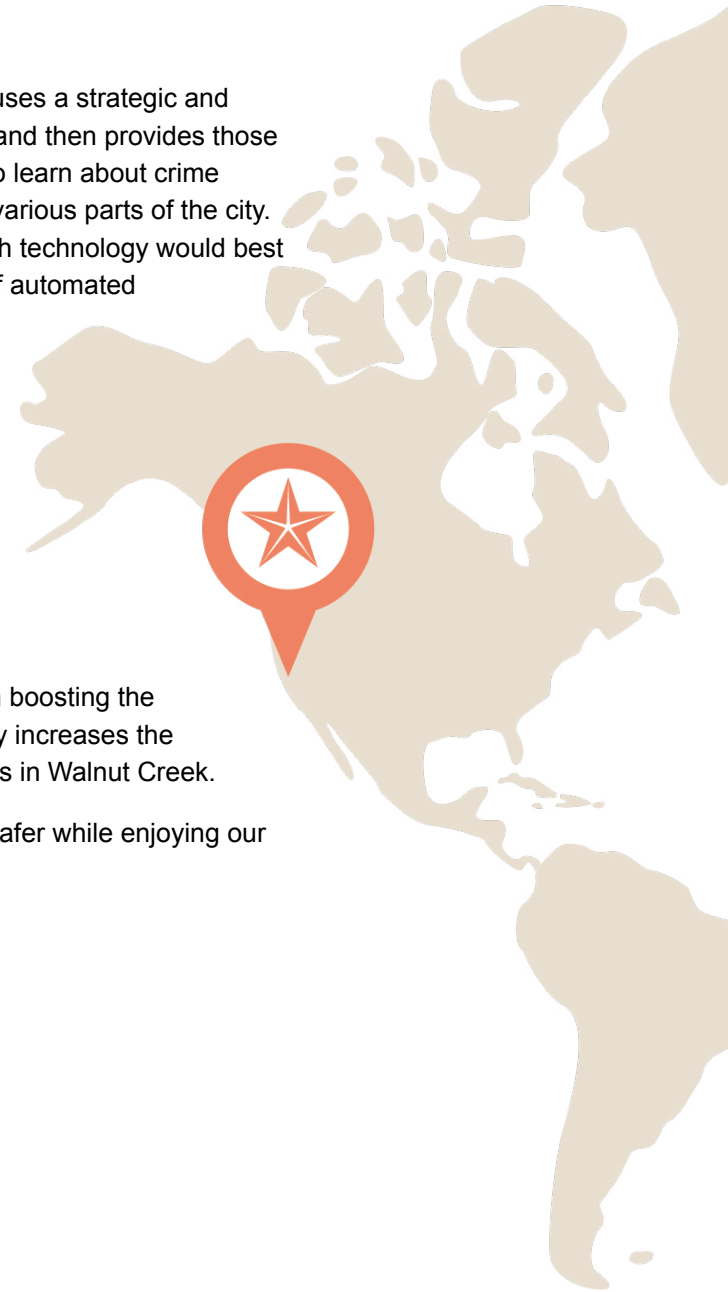 uses a strategic and
and then provides those
o learn about crime
various parts of the city.
h technology would best
f automated
boosting the
y increases the
s in Walnut Creek.
afer while enjoying our